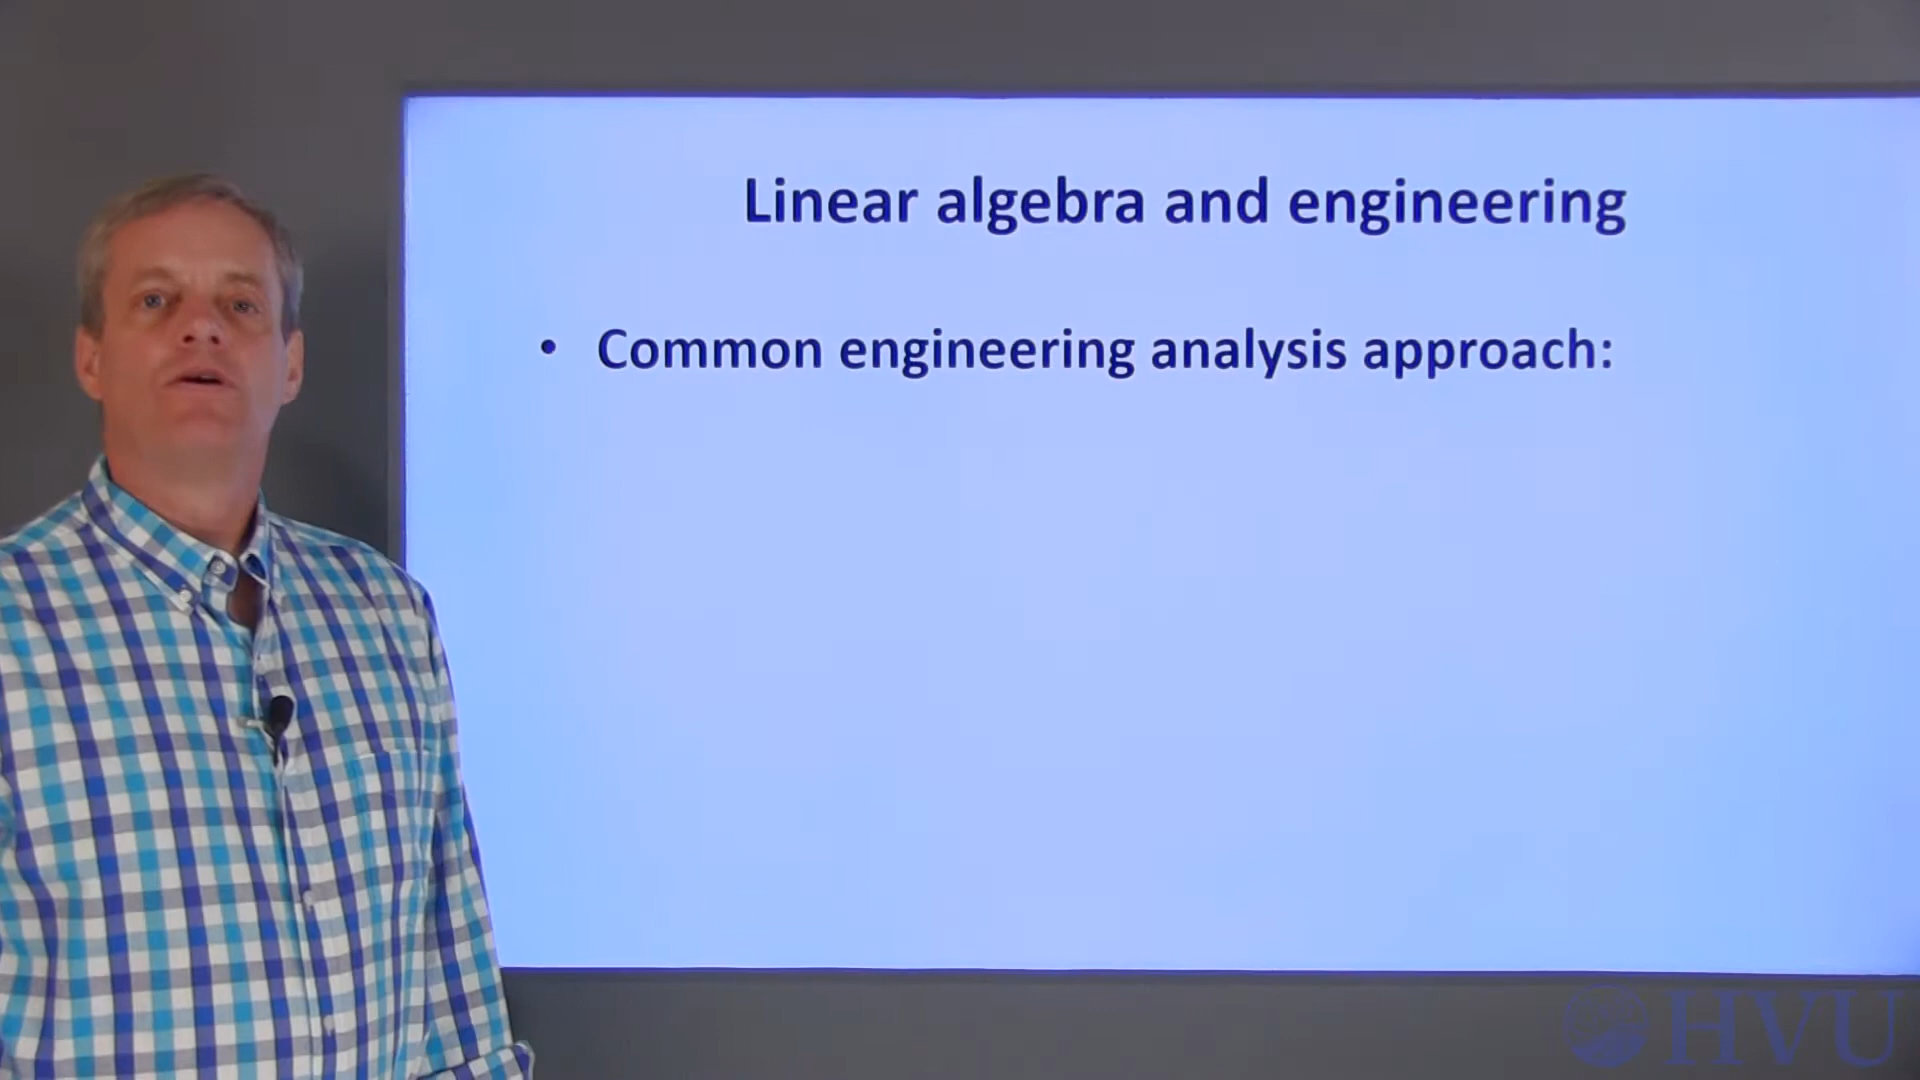 Linear algebra and engineering
• Common engineering analysis approach:
HVU